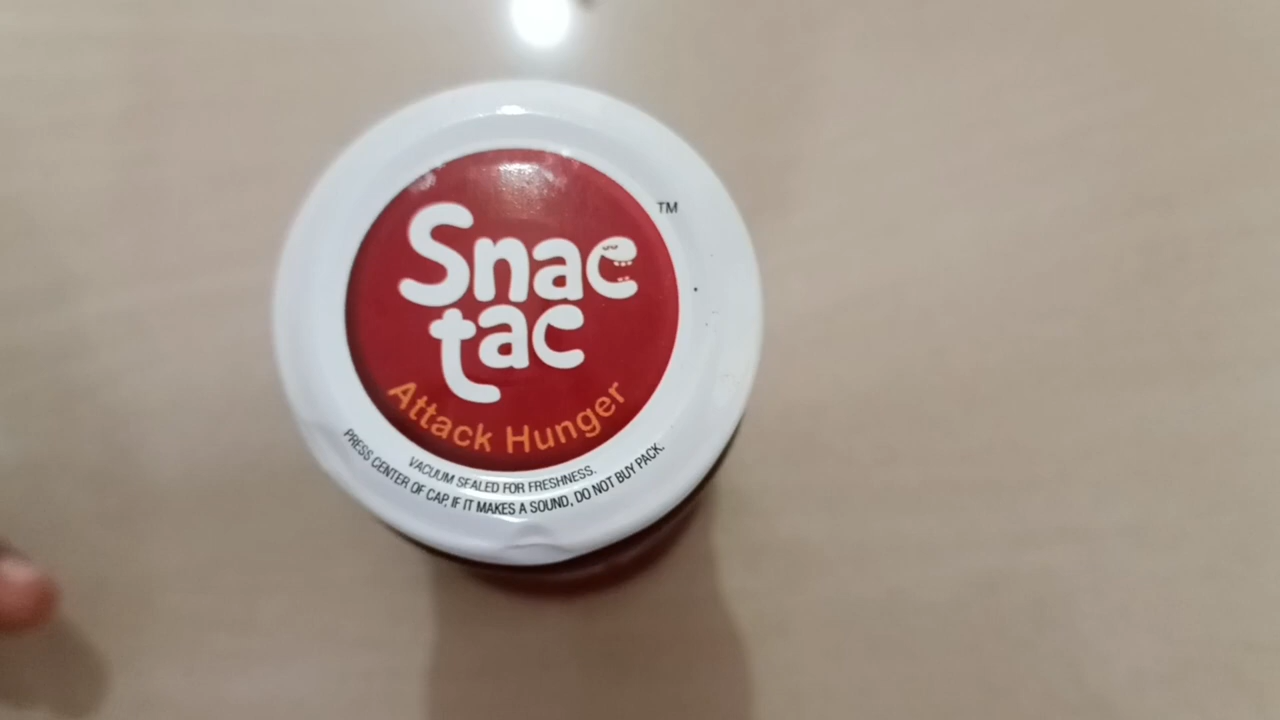 Snac
TM
tac
Attack Hunger
VACUUM SEALED FOR FRESHNESS.
PRESS CENTER OF CAP, IF IT MAKES A SOUND, DO NOT BUY PACK.